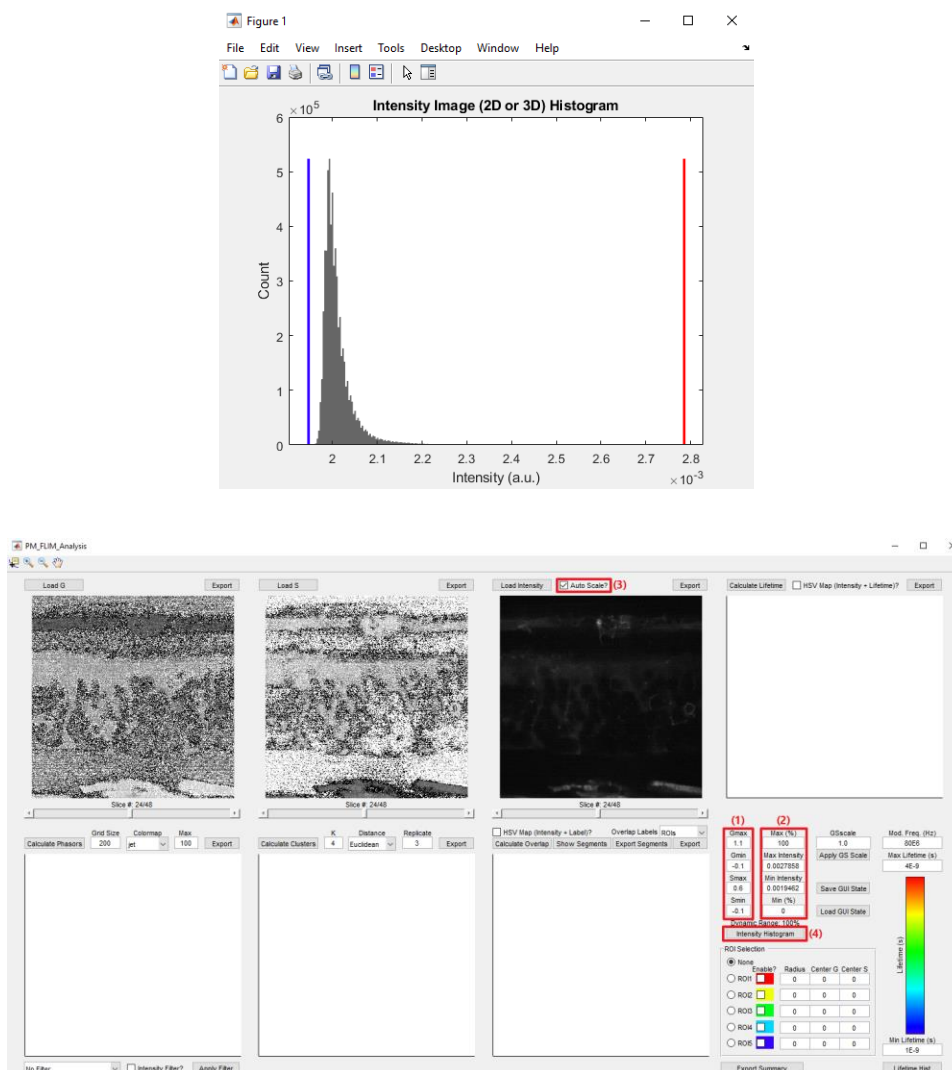 Figure 1
File Edit View Insert Tools Desktop Window Help
Intensity Image (2D or 3D) Histogram
×10^5
6
5
4
3
2
1
0
Count
2 2.1 2.2 2.3 2.4 2.5 2.6 2.7 2.8
Intensity (a.u.)
×10^-3
PM_FLIM_Analysis
Load G Export Load S Export Load Intensity Auto Scale? (3) Export Calculate Lifetime HSV Map (Intensity + Lifetime)? Export
Slice #: 24/48 Slice #: 24/48 Slice #: 24/48
Grid Size Colormap Max
Calculate Phasors 200 jet 100 Export
K Distance Replicate
Calculate Clusters 4 Euclidean 3 Export
HSV Map (Intensity + Label)? Overlap Labels ROIs
Calculate Overlap Show Segments Export Segments Export
(1) (2)
Gmax Max (%) GSscale Mod. Freq. (Hz)
1.1 100 1.0 80E6
Gmin Max Intensity Apply GS Scale Max Lifetime (s)
-0.1 0.0027858 4E-9
Smax Min Intensity
0.6 0.0019462 Save GUI State
Smin Min (%)
-0.1 0 Load GUI State
Dynamic Range: 100%
Intensity Histogram (4)
Lifetime (s)
ROI Selection
None
Enable? Radius Center G Center S
ROI1 0 0 0
ROI2 0 0 0
ROI3 0 0 0
ROI4 0 0 0
ROI5 0 0 0
Min Lifetime (s)
1E-9
No Filter Intensity Filter? Apply Filter Export Summary Lifetime Hist